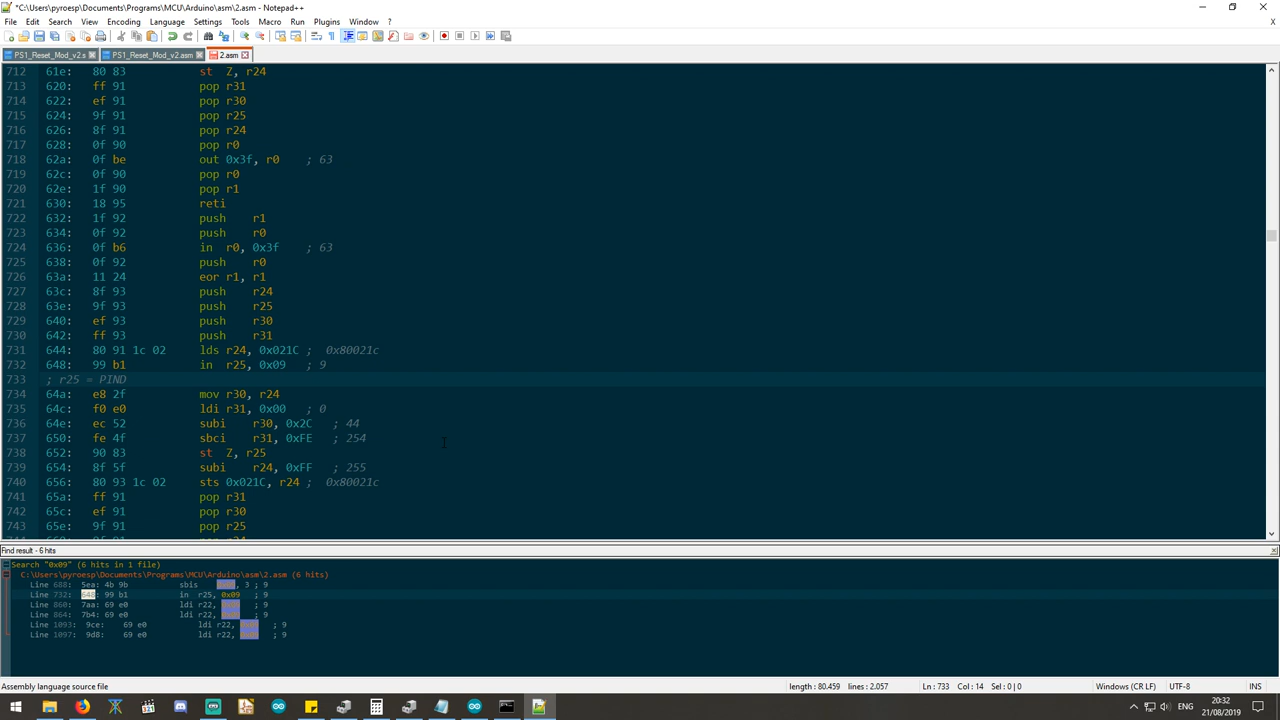 *C:\Users\pyroesp\Documents\Programs\MCU\Arduino\asm\2.asm - Notepad++
File Edit Search View Encoding Language Settings Tools Macro Run Plugins Window ?
PS1_Reset_Mod_v2.s PS1_Reset_Mod_v2.asm 2.asm
712 61e: 80 83 st Z, r24
713 620: ff 91 pop r31
714 622: ef 91 pop r30
715 624: 9f 91 pop r25
716 626: 8f 91 pop r24
717 628: 0f 90 pop r0
718 62a: 0f be out 0x3f, r0 ; 63
719 62c: 0f 90 pop r0
720 62e: 1f 90 pop r1
721 630: 18 95 reti
722 632: 1f 92 push r1
723 634: 0f 92 push r0
724 636: 0f b6 in r0, 0x3f ; 63
725 638: 0f 92 push r0
726 63a: 11 24 eor r1, r1
727 63c: 8f 93 push r24
728 63e: 9f 93 push r25
729 640: ef 93 push r30
730 642: ff 93 push r31
731 644: 80 91 1c 02 lds r24, 0x021C ; 0x80021c
732 648: 99 b1 in r25, 0x09 ; 9
733 ; r25 = PIND
734 64a: e8 2f mov r30, r24
735 64c: f0 e0 ldi r31, 0x00 ; 0
736 64e: ec 52 subi r30, 0x2C ; 44
737 650: fe 4f sbci r31, 0xFE ; 254
738 652: 90 83 st Z, r25
739 654: 8f 5f subi r24, 0xFF ; 255
740 656: 80 93 1c 02 sts 0x021C, r24 ; 0x80021c
741 65a: ff 91 pop r31
742 65c: ef 91 pop r30
743 65e: 9f 91 pop r25
Find result - 6 hits
Search "0x09" (6 hits in 1 file)
C:\Users\pyroesp\Documents\Programs\MCU\Arduino\asm\2.asm (6 hits)
Line 688: 5ea: 4b 9b sbis 0x09, 3 ; 9
Line 732: 648: 99 b1 in r25, 0x09 ; 9
Line 860: 7aa: 69 e0 ldi r22, ; 9
Line 864: 7b4: 69 e0 ldi r22, ; 9
Line 1093: 9ce: 69 e0 ldi r22, ; 9
Line 1097: 9d8: 69 e0 ldi r22, ; 9
Assembly language source file length : 80.459 lines : 2.057 Ln : 733 Col : 14 Sel : 0 | 0 Windows (CR LF) UTF-8 INS
ENG 20:32
21/08/2019